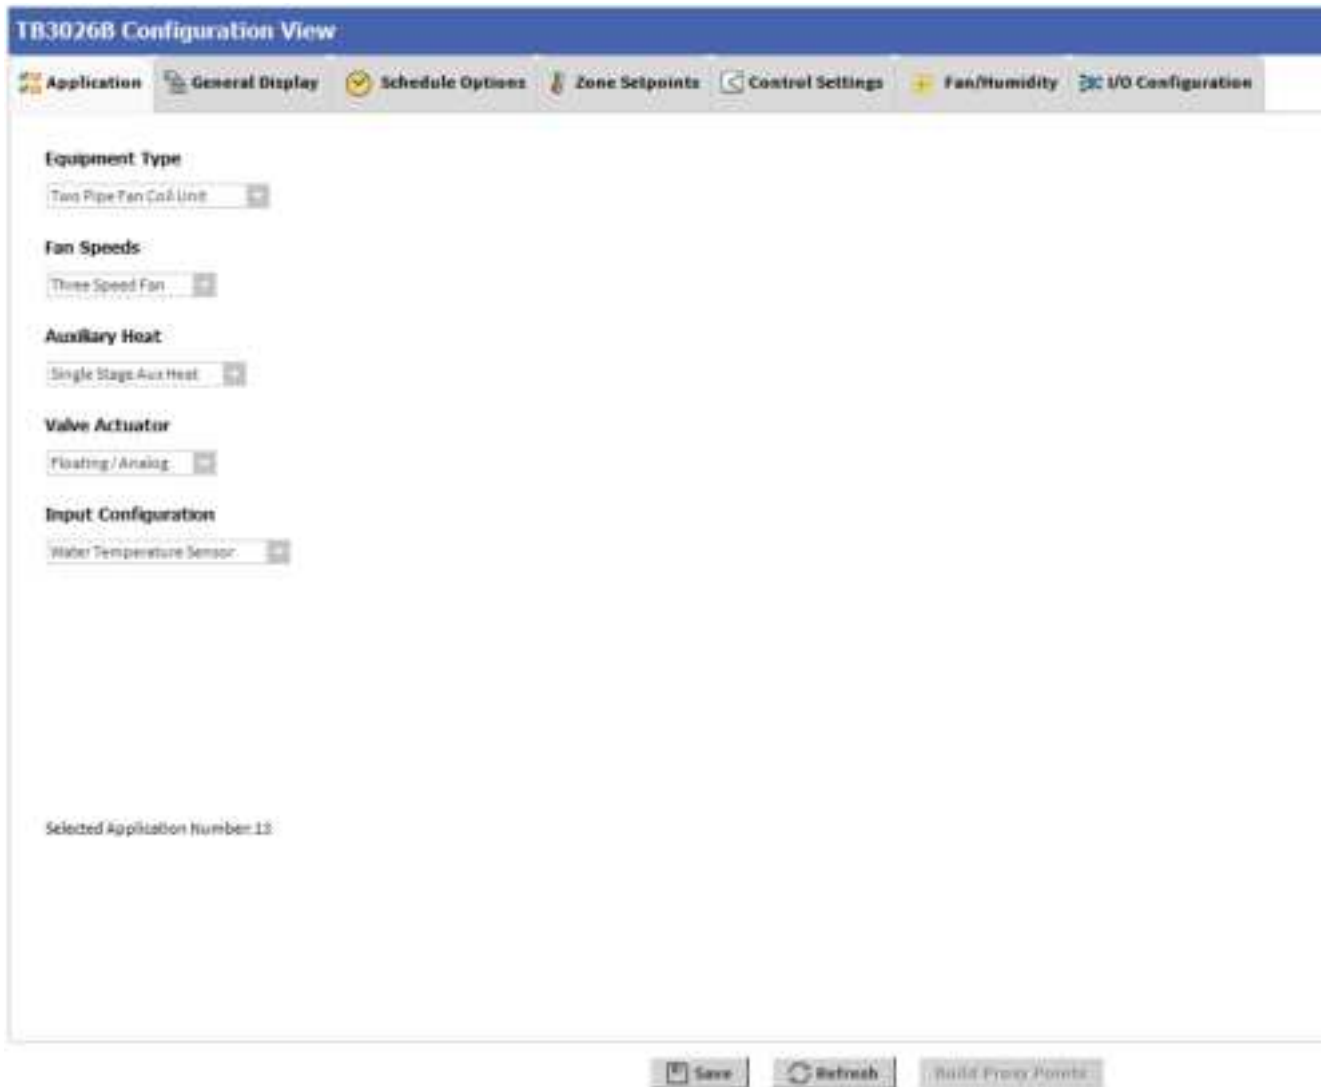 TB3026B Configuration View
Application General Display Schedule Options Zone Setpoints Control Settings Fan/Humidity I/O Configuration
Equipment Type
Two Pipe Fan Coil Unit
Fan Speeds
Three Speed Fan
Auxiliary Heat
Single Stage Aux Heat
Valve Actuator
Floating / Analog
Input Configuration
Water Temperature Sensor
Selected Application Number: 13
Save Refresh Build Proxy Points